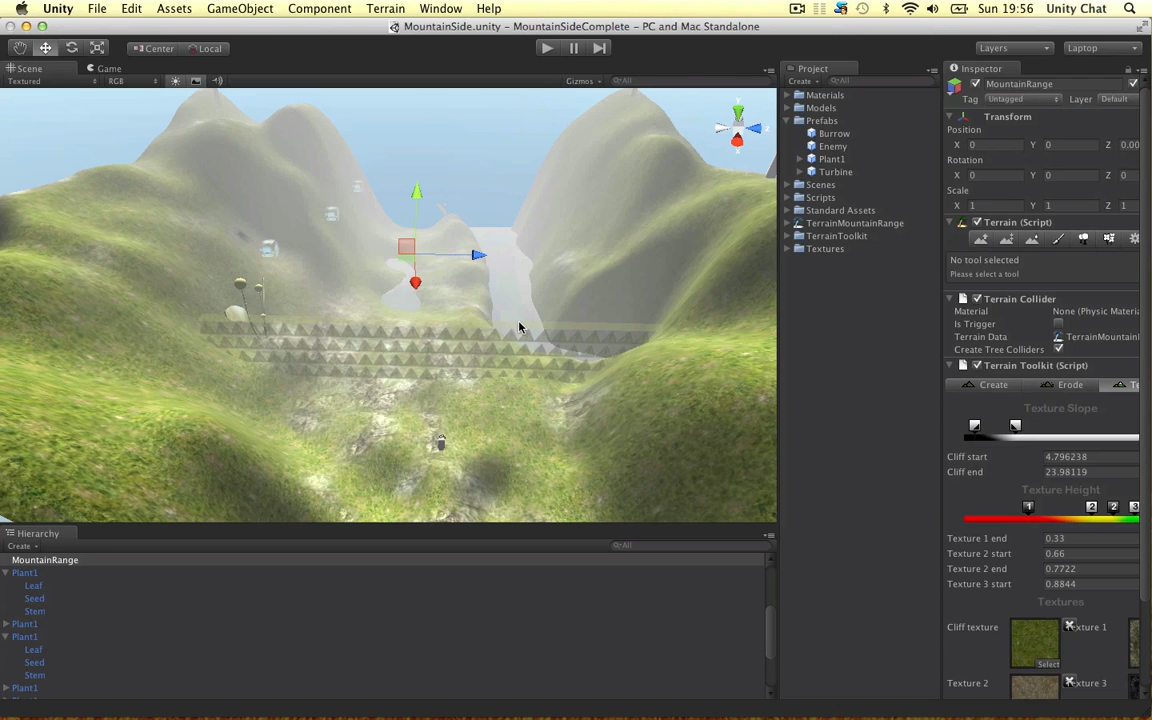 Unity File Edit Assets GameObject Component Terrain Window Help Sun 19:56 Unity Chat
MountainSide.unity – MountainSideComplete – PC and Mac Standalone
Center Local Layers Laptop
Scene Game Project Inspector
Textured RGB Gizmos All Create All
MountainRange
Tag Untagged Layer Default
Transform
Position
X 0 Y 0 Z 0.00
Rotation
X 0 Y 0 Z 0
Scale
X 1 Y 1 Z 1
Terrain (Script)
No tool selected
Please select a tool
Terrain Collider
Material None (Physic Materia
Is Trigger
Terrain Data TerrainMountainI
Create Tree Colliders
Terrain Toolkit (Script)
Create Erode Te
Texture Slope
Cliff start 4.796238
Cliff end 23.98119
Texture Height
1 2 2 3
Texture 1 end 0.33
Texture 2 start 0.66
Texture 2 end 0.7722
Texture 3 start 0.8844
Textures
Cliff texture Texture 1
Select
Texture 2 Texture 3
Materials
Models
Prefabs
Burrow
Enemy
Plant1
Turbine
Scenes
Scripts
Standard Assets
TerrainMountainRange
TerrainToolkit
Textures
Hierarchy
Create All
MountainRange
Plant1
Leaf
Seed
Stem
Plant1
Plant1
Leaf
Seed
Stem
Plant1